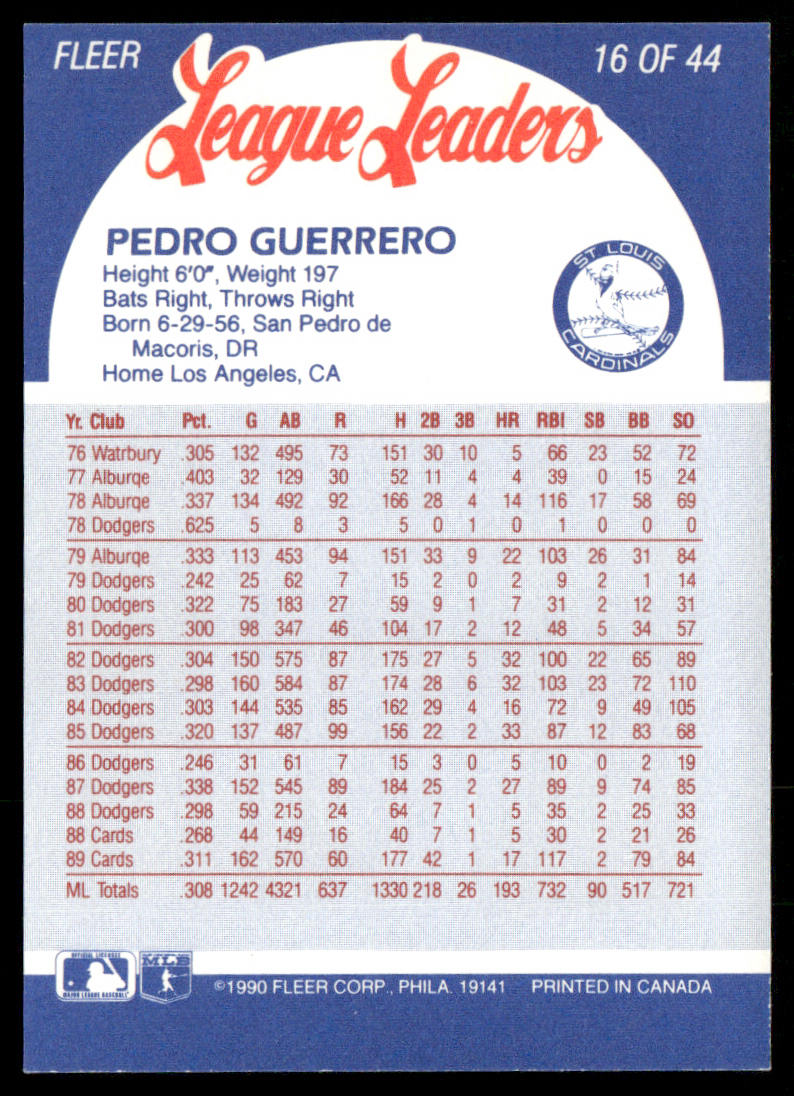 FLEER
16 OF 44
League Leaders
PEDRO GUERRERO
Height 6'0", Weight 197
Bats Right, Throws Right
Born 6-29-56, San Pedro de
Macoris, DR
Home Los Angeles, CA
ST LOUIS
CARDINALS
Yr. Club Pct. G AB R H 2B 3B HR RBI SB BB SO
76 Watrbury .305 132 495 73 151 30 10 5 66 23 52 72
77 Alburqe .403 32 129 30 52 11 4 4 39 0 15 24
78 Alburqe .337 134 492 92 166 28 4 14 116 17 58 69
78 Dodgers .625 5 8 3 5 0 1 0 1 0 0 0
79 Alburqe .333 113 453 94 151 33 9 22 103 26 31 84
79 Dodgers .242 25 62 7 15 2 0 2 9 2 1 14
80 Dodgers .322 75 183 27 59 9 1 7 31 2 12 31
81 Dodgers .300 98 347 46 104 17 2 12 48 5 34 57
82 Dodgers .304 150 575 87 175 27 5 32 100 22 65 89
83 Dodgers .298 160 584 87 174 28 6 32 103 23 72 110
84 Dodgers .303 144 535 85 162 29 4 16 72 9 49 105
85 Dodgers .320 137 487 99 156 22 2 33 87 12 83 68
86 Dodgers .246 31 61 7 15 3 0 5 10 0 2 19
87 Dodgers .338 152 545 89 184 25 2 27 89 9 74 85
88 Dodgers .298 59 215 24 64 7 1 5 35 2 25 33
88 Cards .268 44 149 16 40 7 1 5 30 2 21 26
89 Cards .311 162 570 60 177 42 1 17 117 2 79 84
ML Totals .308 1242 4321 637 1330 218 26 193 732 90 517 721
OFFICIAL LICENSEE
MAJOR LEAGUE BASEBALL
MLB
©1990 FLEER CORP., PHILA. 19141 PRINTED IN CANADA